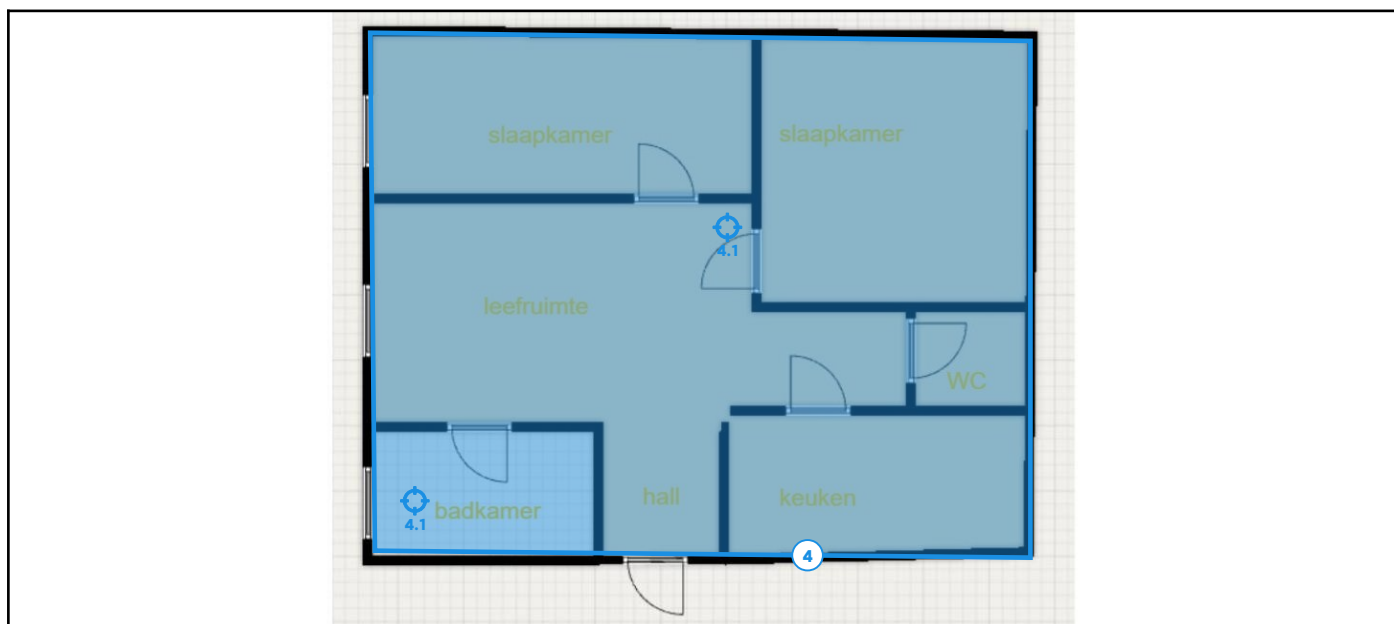 slaapkamer
slaapkamer
4.1
leefruimte
WC
hall
keuken
badkamer
4.1
4